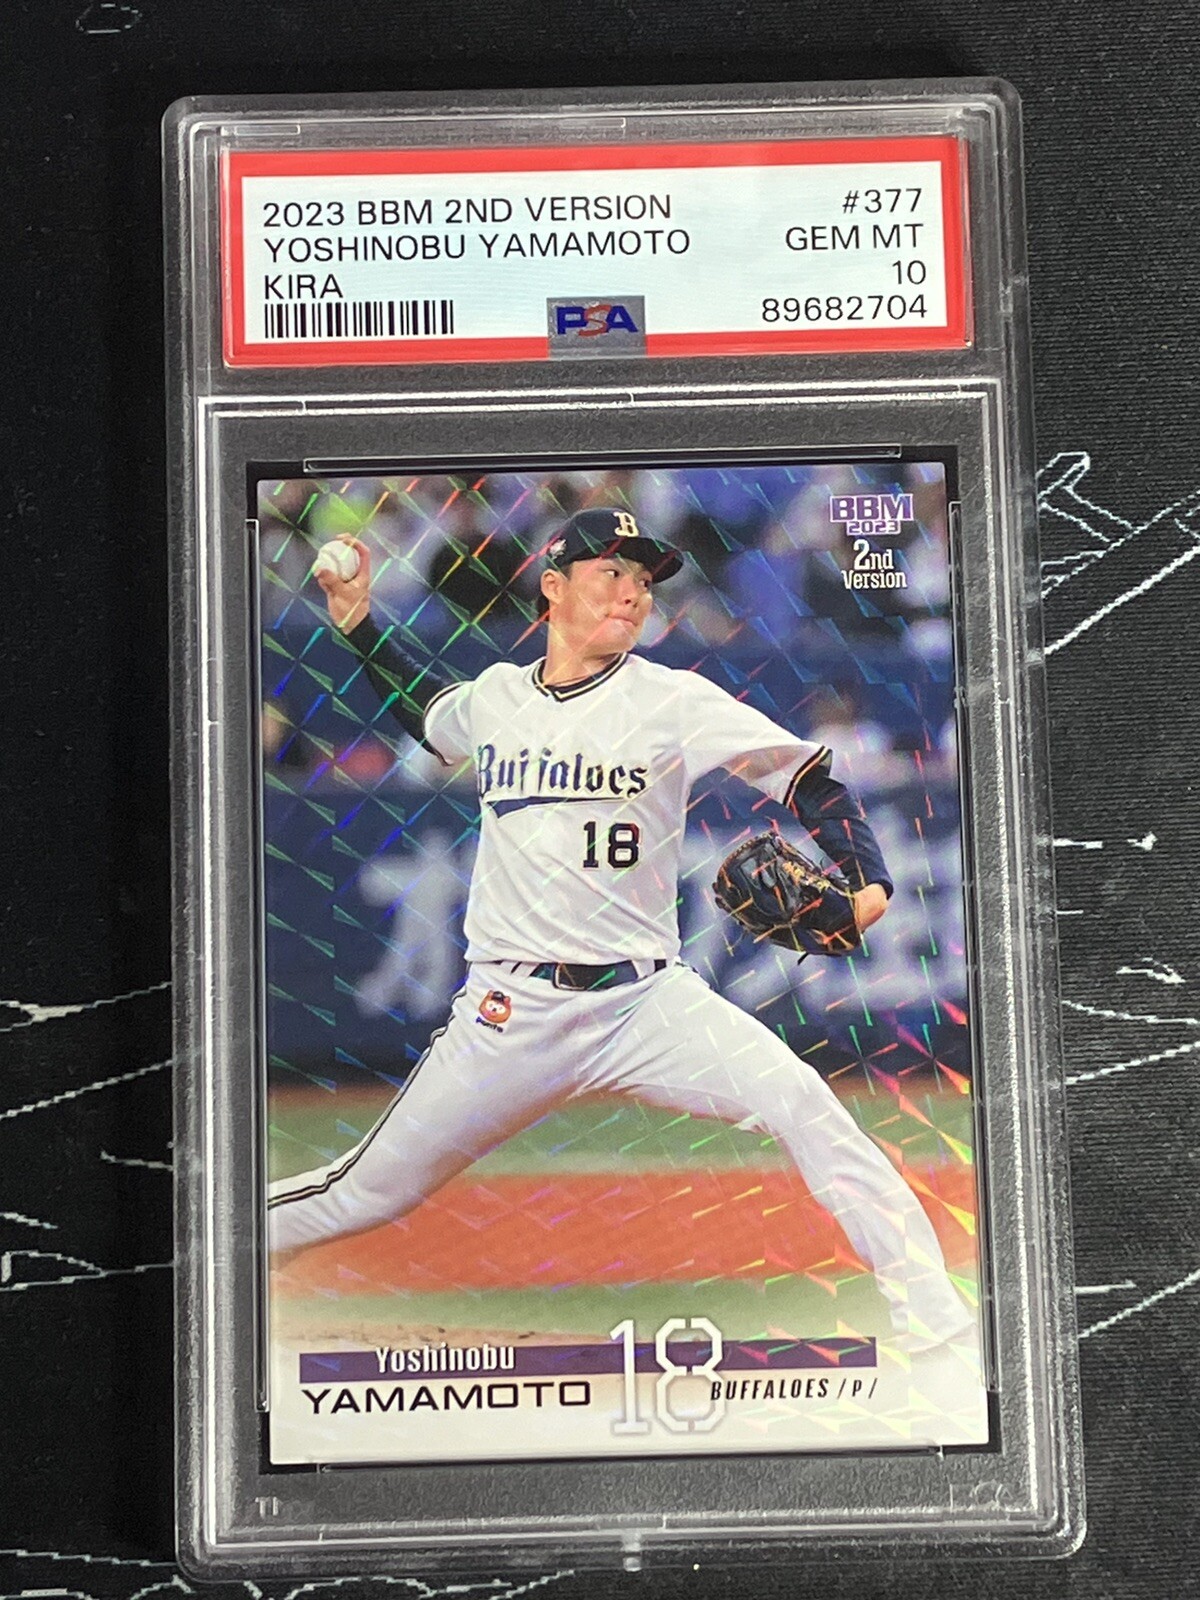 2023 BBM 2ND VERSION #377
YOSHINOBU YAMAMOTO GEM MT
KIRA 10
PSA 89682704
BBM
2023
2nd
Version
B
Buffaloes
18
ponta
Yoshinobu
YAMAMOTO
18
BUFFALOES /P/